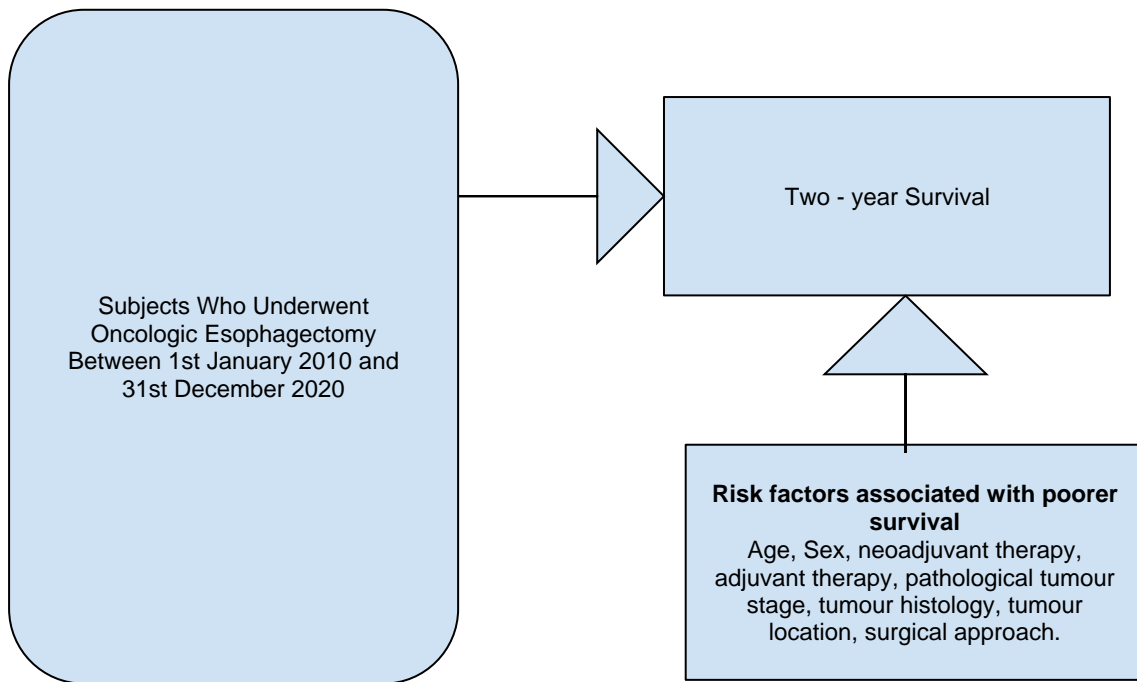 Subjects Who Underwent
Oncologic Esophagectomy
Between 1st January 2010 and
31st December 2020
Two - year Survival
Risk factors associated with poorer
survival
Age, Sex, neoadjuvant therapy,
adjuvant therapy, pathological tumour
stage, tumour histology, tumour
location, surgical approach.